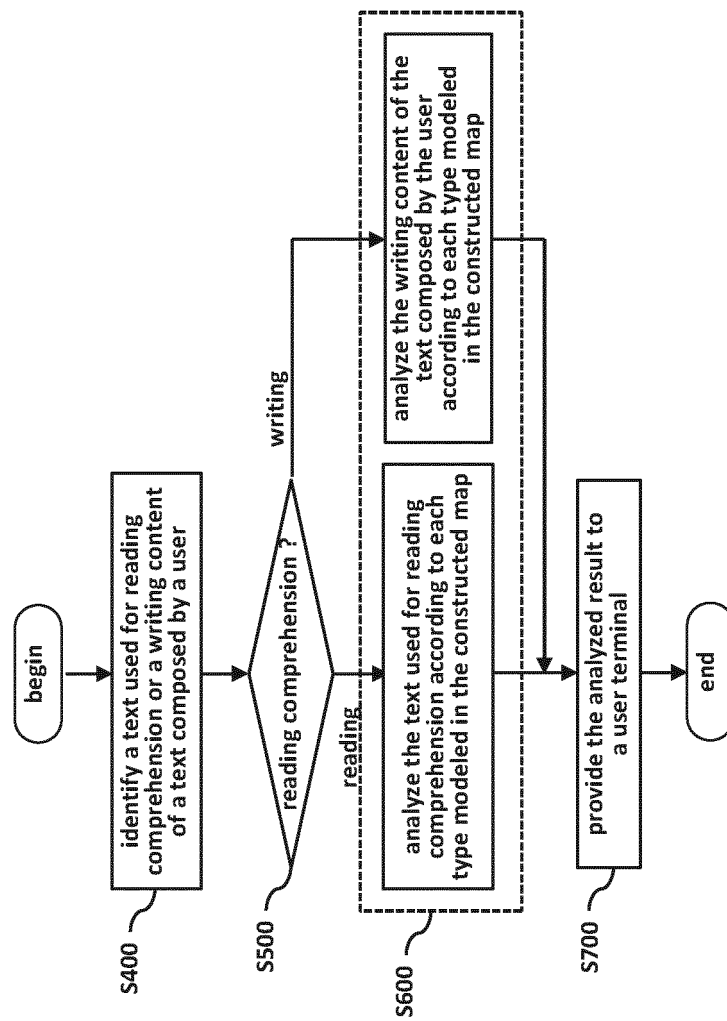 begin
S400
identify a text used for reading
comprehension or a writing content
of a text composed by a user
S500
reading comprehension ?
writing
reading
S600
analyze the text used for reading
comprehension according to each
type modeled in the constructed map
analyze the writing content of the
text composed by the user
according to each type modeled
in the constructed map
S700
provide the analyzed result to
a user terminal
end